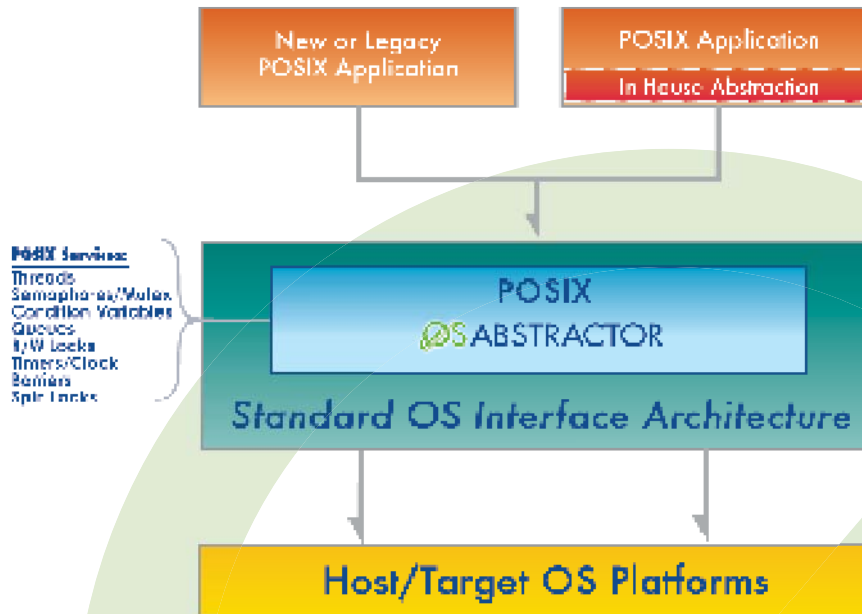 New or Legacy
POSIX Application
POSIX Application
In House Abstraction
POSIX Services:
Threads
Semaphores/Mutex
Condition Variables
Queues
R/W Locks
Timers/Clock
Barriers
Spin Locks
POSIX
OS ABSTRACTOR
Standard OS Interface Architecture
Host/Target OS Platforms